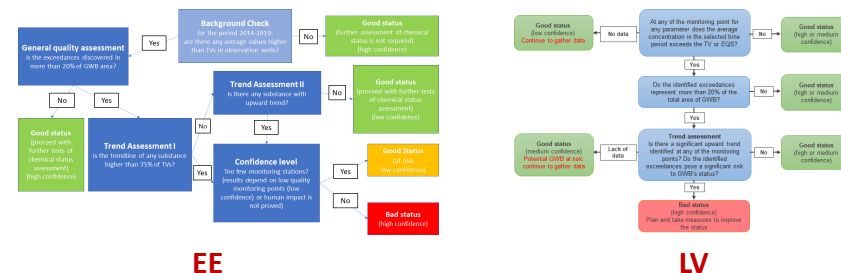 Background Check
for the period 2014-2019:
are there any average values higher
than TVs in observation wells?
Good status
(further assessment of chemical
status is not required)
(high confidence)
Yes
No
General quality assessment
Is the exceedances discovered in
more than 20% of GWB area?
Trend Assessment II
Is there any substance with
upward trend?
Good status
(proceed with further tests
of chemical status
assessment)
(low confidence)
No
Yes
No
No
Yes
Good status
(proceed with
further tests of
chemical status
assessment)
(high confidence)
Trend Assessment I
Is the trendline of any substance
higher than 75% of TVs?
Yes
Confidence level
Too few monitoring stations?
(results depend on low quality
monitoring points (low
confidence) or human impact is
not proved)
Yes
No
Good Status
(at risk,
low confidence)
Bad status
(high confidence)
EE
Good status
(low confidence)
Continue to gather data
No data
At any of the monitoring point
for any parameter does the average
concentration in the selected time
period exceeds the TV or EQS?
No
Good status
(high or medium
confidence)
Yes
Do the identified exceedances
represent more than 20% of the
total area of GWB?
No
Good status
(high or medium
confidence)
Yes
Good status
(medium confidence)
Potential GWB at risk;
continue to gather data
Lack of
data
Trend assessment
Is there a significant upward trend
identified at any of the monitoring
points? Do the identified
exceedances pose a significant risk
to GWB's status?
No
Good status
(high or medium
confidence)
Yes
Bad status
(high confidence)
Plan and take measures to improve
the status
LV